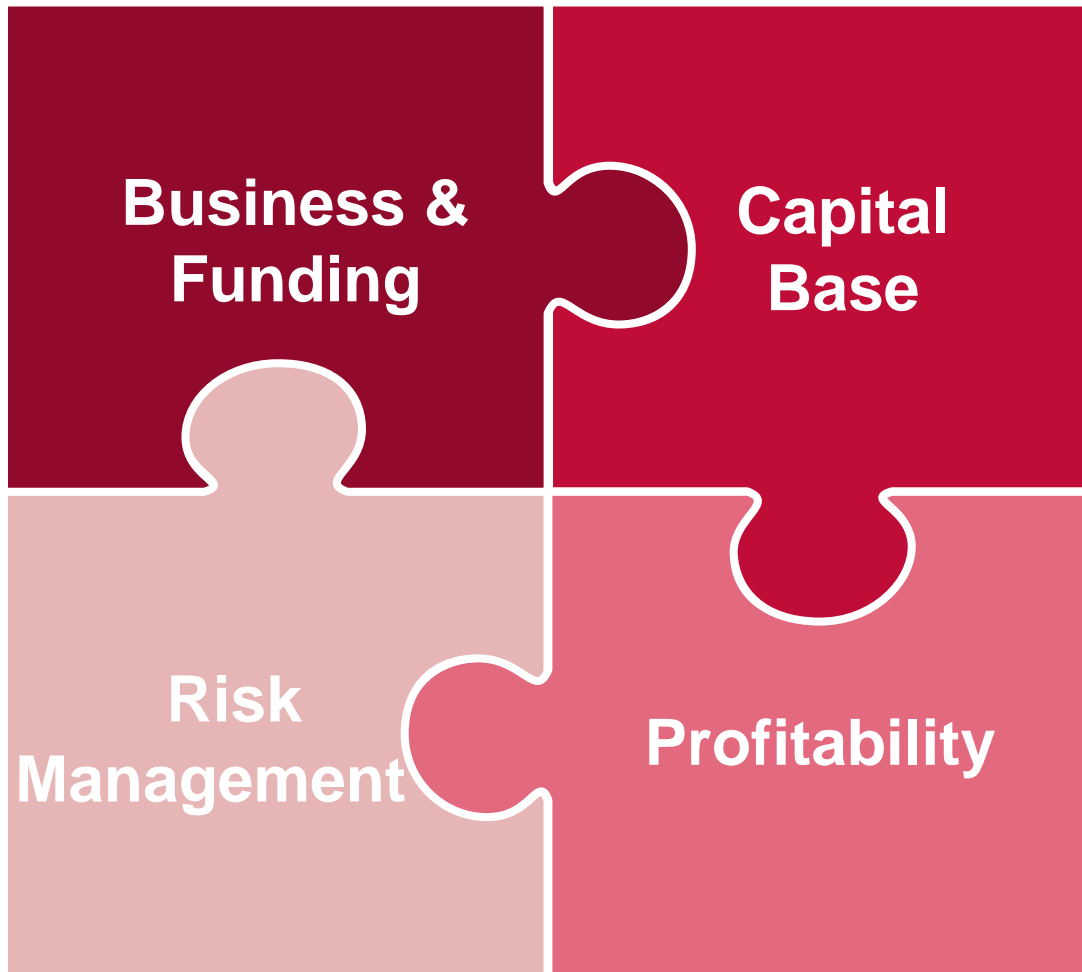 Business &
Funding
Capital
Base
Risk
Management
Profitability